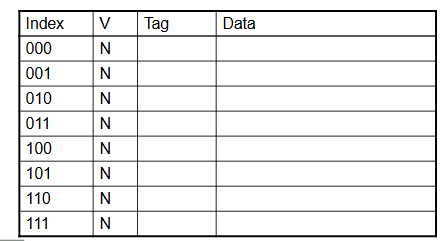 Index V Tag Data
000 N
001 N
010 N
011 N
100 N
101 N
110 N
111 N